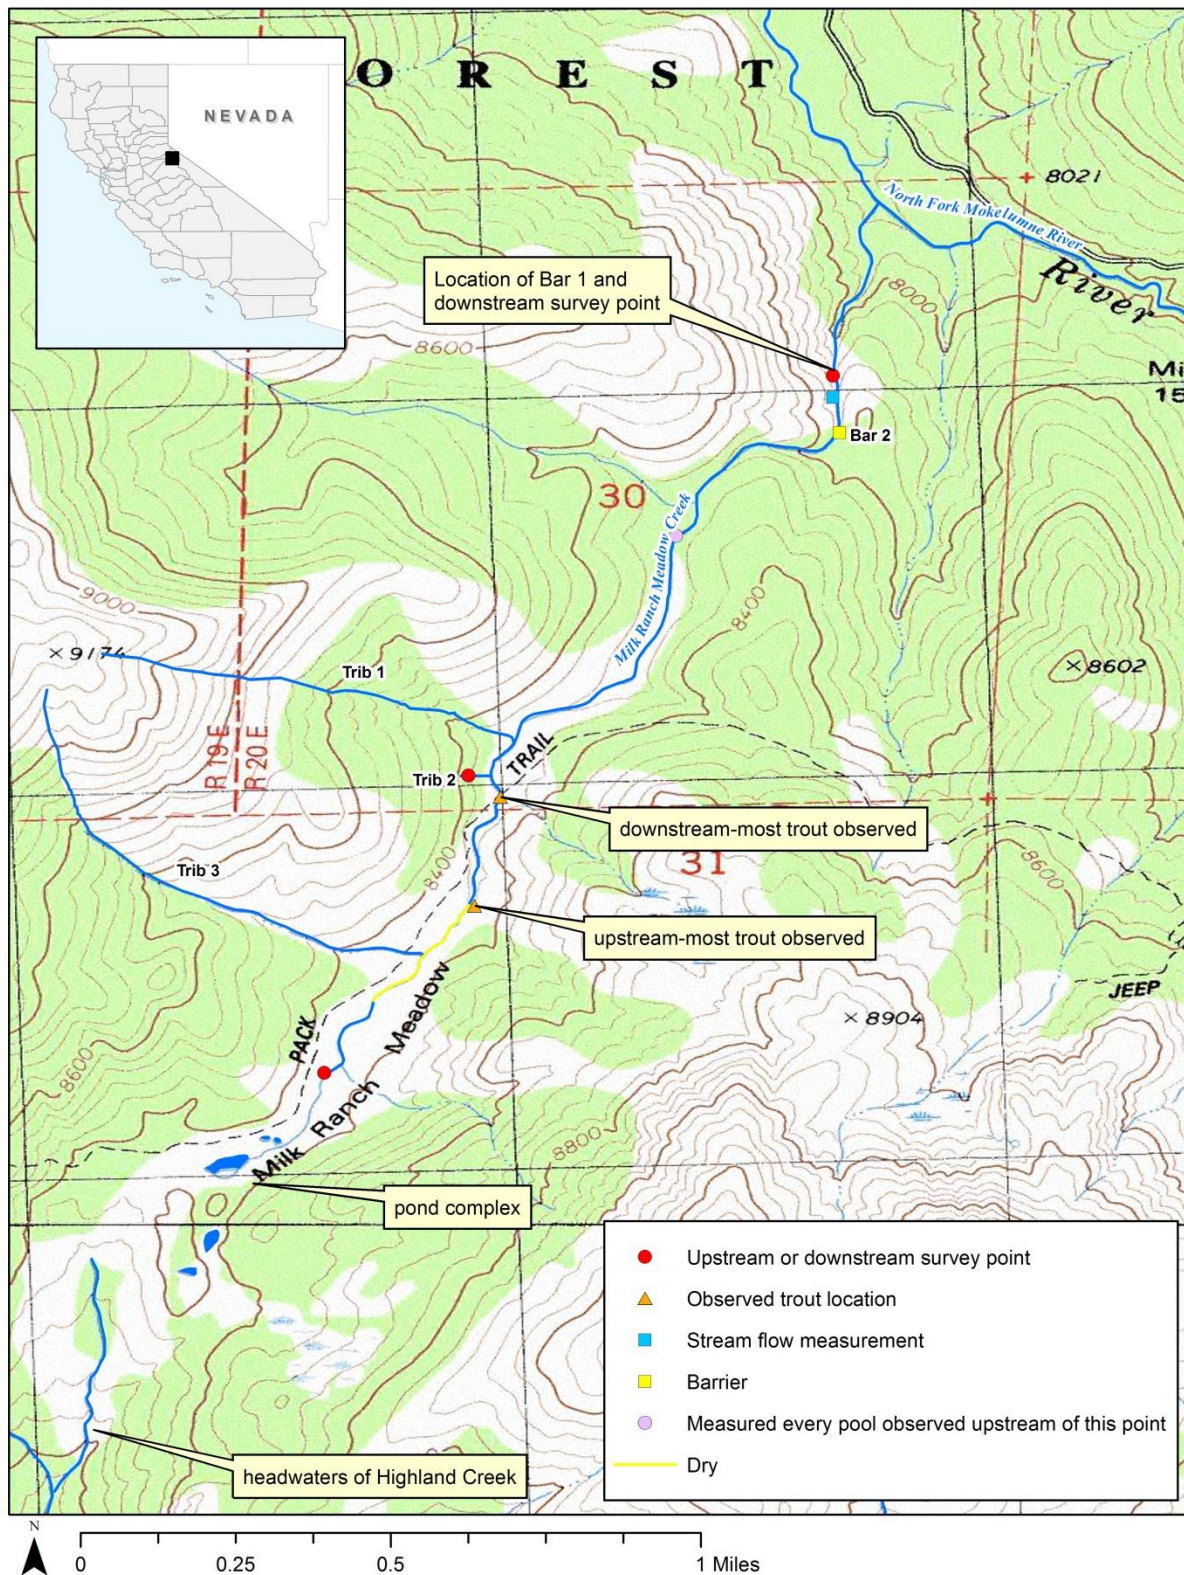 O R E S T
NEVADA
8021
North Fork Mokelumne River
River
Location of Bar 1 and
downstream survey point
8000
8600
Mi
15
Bar 2
30
Milk Ranch Meadow Creek
9000
8400
9174
Trib 1
8602
R 19 E
R 20 E
TRAIL
Trib 2
downstream-most trout observed
31
8400
8600
Trib 3
upstream-most trout observed
JEEP
8904
PACK
Milk Ranch Meadow
8600
8800
pond complex
Upstream or downstream survey point
Observed trout location
Stream flow measurement
Barrier
Measured every pool observed upstream of this point
Dry
headwaters of Highland Creek
N
0 0.25 0.5 1 Miles